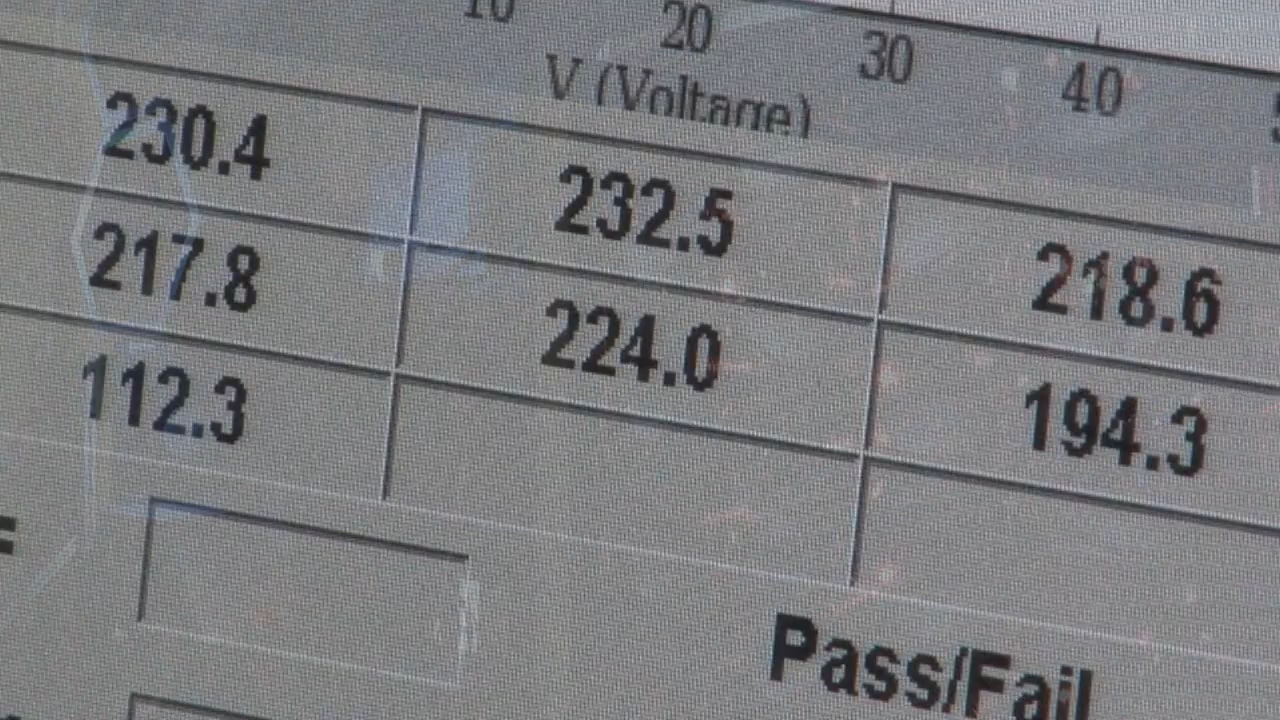 10 20 30 40
V (Voltage)
230.4 232.5 218.6
217.8 224.0 194.3
112.3
Pass/Fail